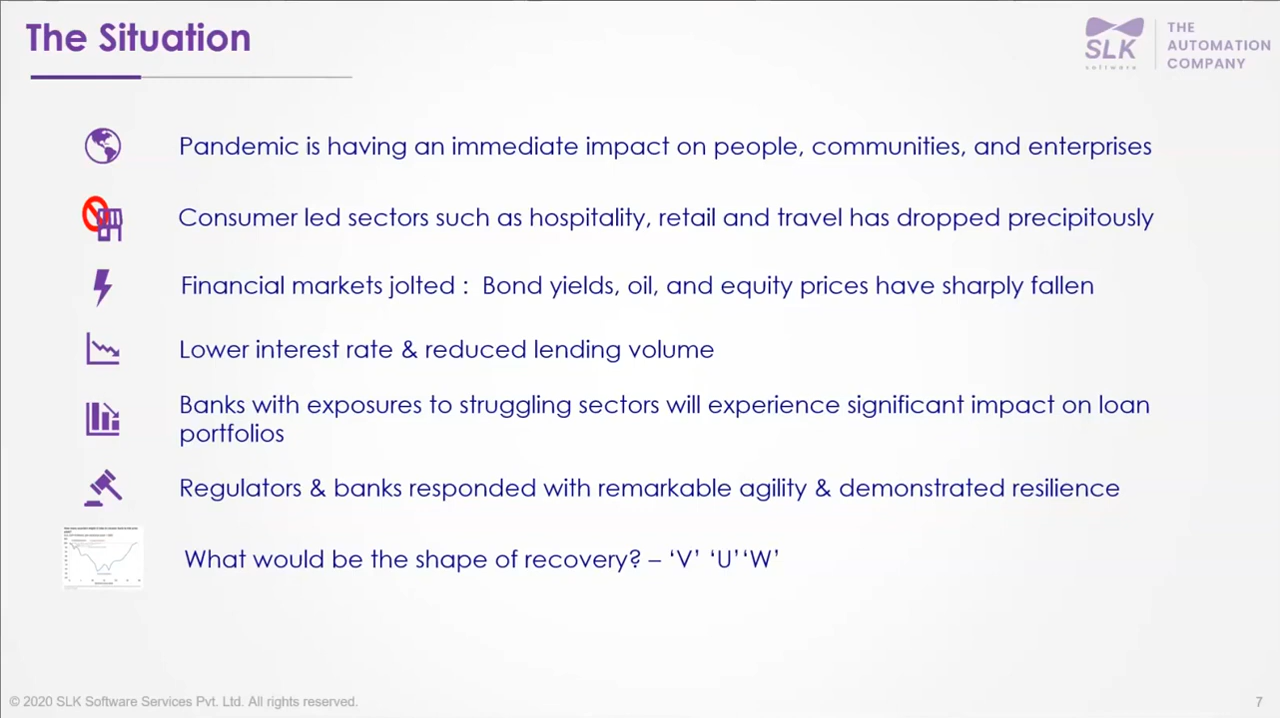 The Situation
SLK
software
THE
AUTOMATION
COMPANY
Pandemic is having an immediate impact on people, communities, and enterprises
Consumer led sectors such as hospitality, retail and travel has dropped precipitously
Financial markets jolted : Bond yields, oil, and equity prices have sharply fallen
Lower interest rate & reduced lending volume
Banks with exposures to struggling sectors will experience significant impact on loan
portfolios
Regulators & banks responded with remarkable agility & demonstrated resilience
What would be the shape of recovery? – ‘V’ ‘U’‘W’
© 2020 SLK Software Services Pvt. Ltd. All rights reserved.
7